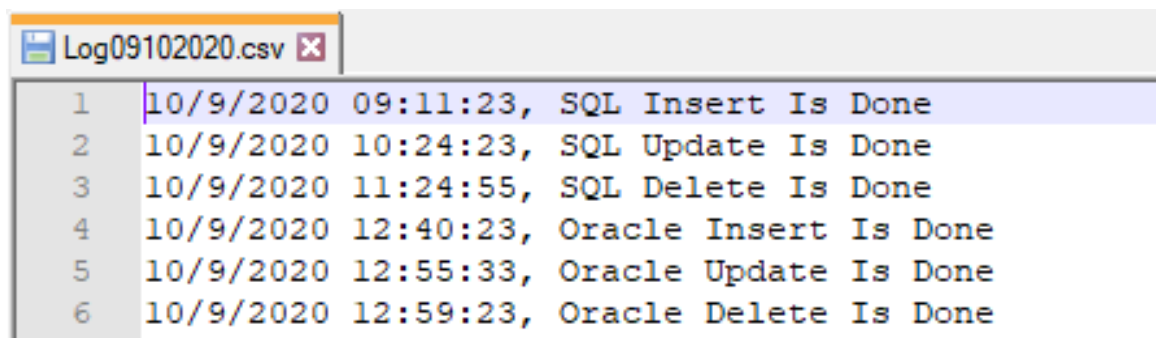 Log09102020.csv
1 10/9/2020 09:11:23, SQL Insert Is Done
2 10/9/2020 10:24:23, SQL Update Is Done
3 10/9/2020 11:24:55, SQL Delete Is Done
4 10/9/2020 12:40:23, Oracle Insert Is Done
5 10/9/2020 12:55:33, Oracle Update Is Done
6 10/9/2020 12:59:23, Oracle Delete Is Done